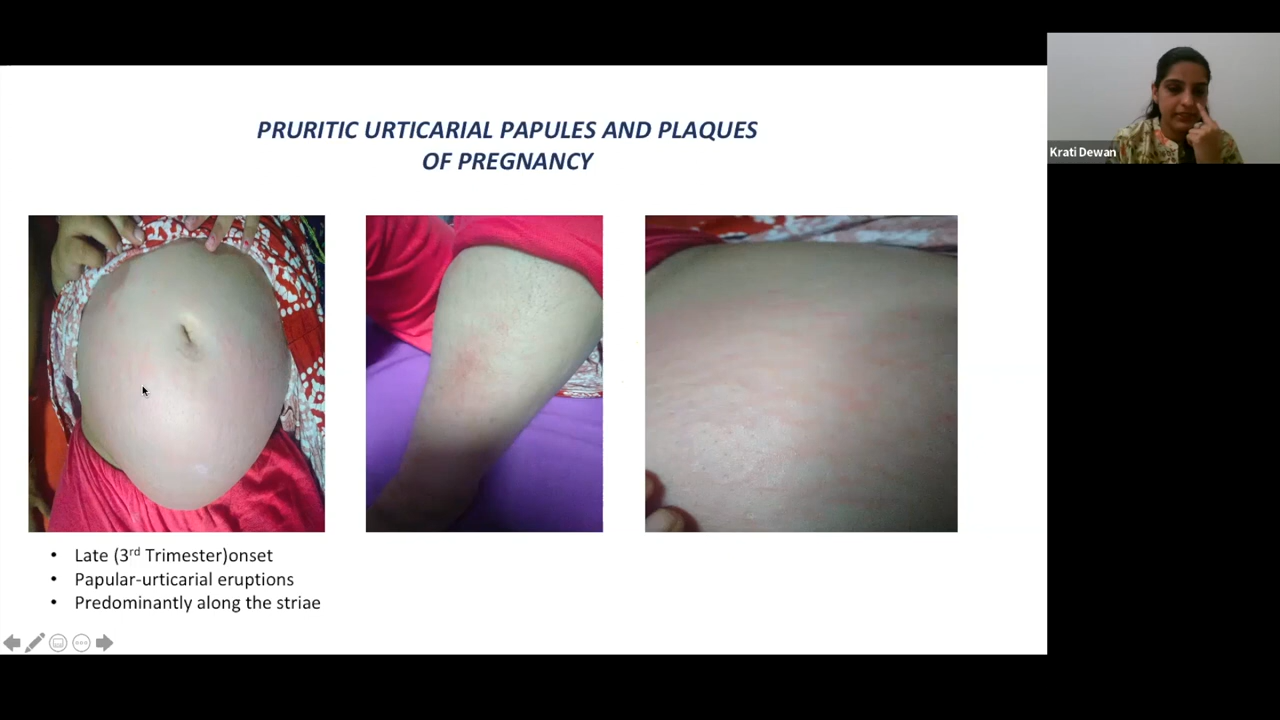 PRURITIC URTICARIAL PAPULES AND PLAQUES
OF PREGNANCY
Krati Dewan
• Late (3rd Trimester)onset
• Papular-urticarial eruptions
• Predominantly along the striae